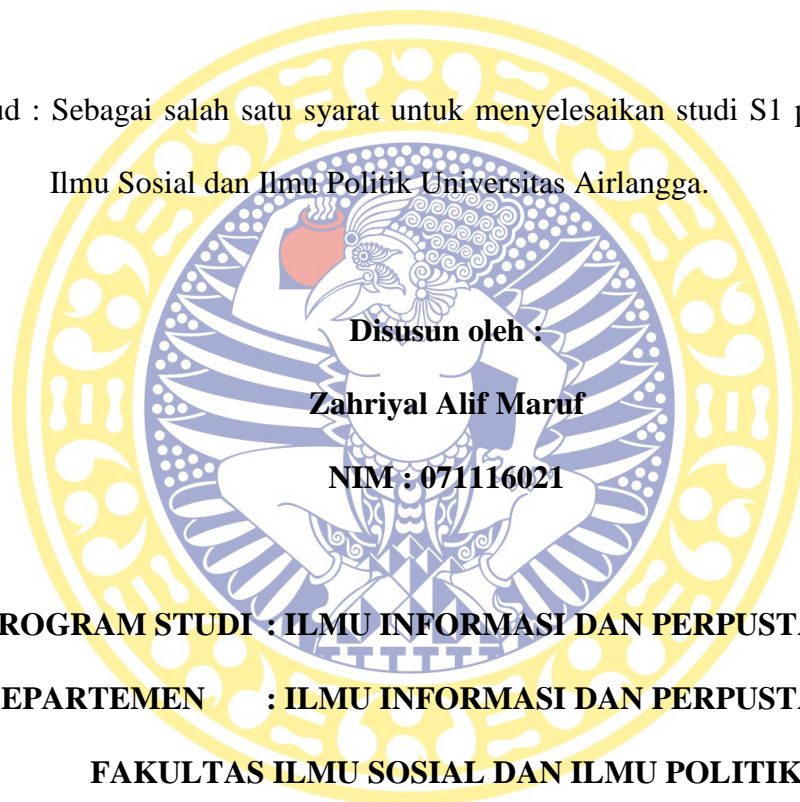 ud : Sebagai salah satu syarat untuk menyelesaikan studi S1 p
Ilmu Sosial dan Ilmu Politik Universitas Airlangga.
Disusun oleh :
Zahriyal Alif Maruf
NIM : 071116021
ROGRAM STUDI : ILMU INFORMASI DAN PERPUSTA
EPARTEMEN : ILMU INFORMASI DAN PERPUSTA
FAKULTAS ILMU SOSIAL DAN ILMU POLITIK